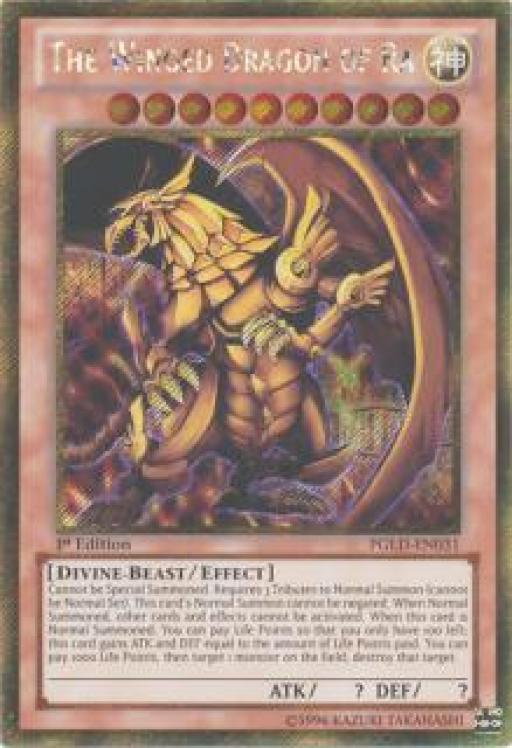 The Winged Dragon of Ra 神
1st Edition PGLD-EN031
[Divine-Beast/Effect]
Cannot be Special Summoned. Requires 3 Tributes to Normal Summon (cannot
be Normal Set). This card's Normal Summon cannot be negated. When Normal
Summoned, other cards and effects cannot be activated. When this card is
Normal Summoned: You can pay Life Points so that you only have 100 left;
this card gains ATK and DEF equal to the amount of Life Points paid. You can
pay 1000 Life Points, then target 1 monster on the field; destroy that target.
ATK/ ? DEF/ ?
©1996 KAZUKI TAKAHASHI